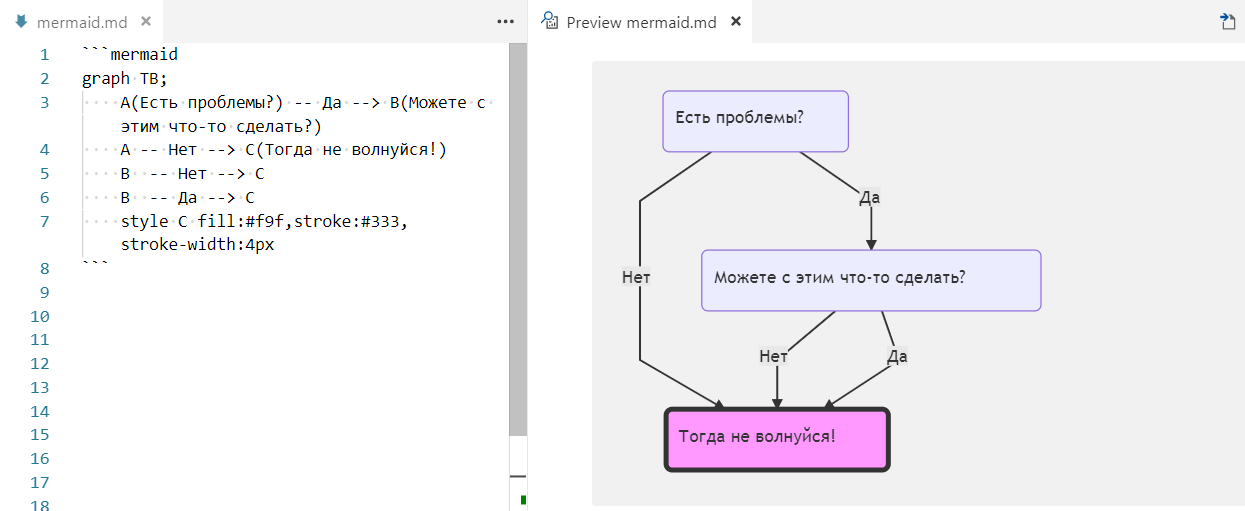 mermaid.md
Preview mermaid.md
1 ```mermaid
2 graph TB;
3 A(Есть проблемы?) -- Да --> B(Можете с
этим что-то сделать?)
4 A -- Нет --> C(Тогда не волнуйся!)
5 B -- Нет --> C
6 B -- Да --> C
7 style C fill:#f9f,stroke:#333,
stroke-width:4px
8 ```
9
10
11
12
13
14
15
16
17
18
Есть проблемы?
Да
Нет
Можете с этим что-то сделать?
Нет
Да
Тогда не волнуйся!